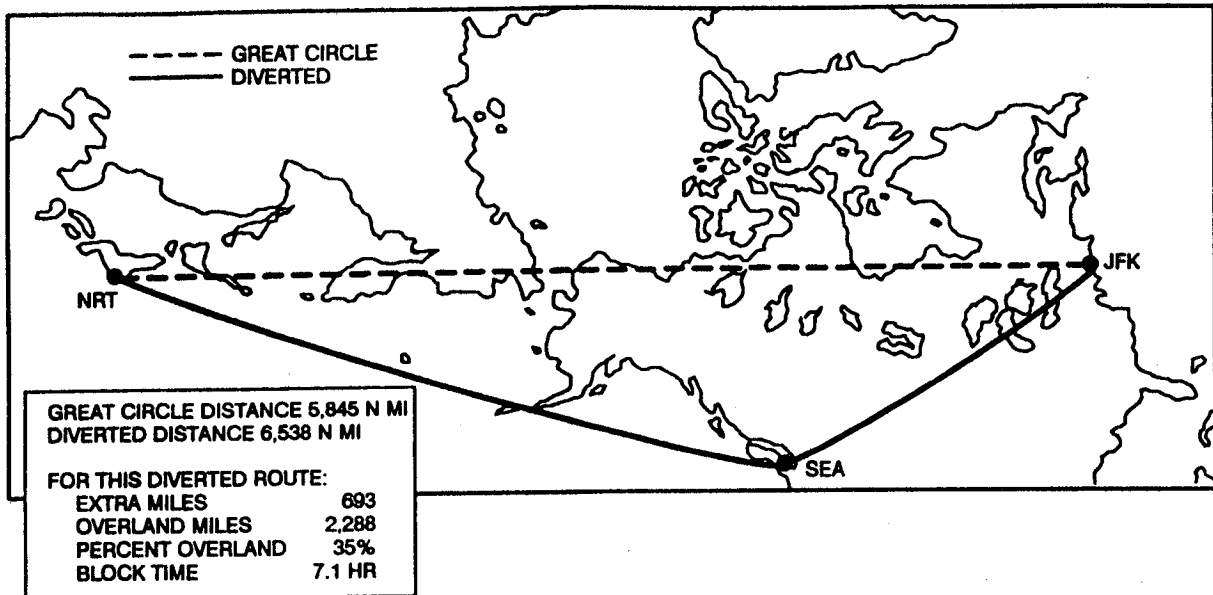 GREAT CIRCLE
DIVERTED
NRT
JFK
SEA
GREAT CIRCLE DISTANCE 5,845 N MI
DIVERTED DISTANCE 6,538 N MI
FOR THIS DIVERTED ROUTE:
EXTRA MILES 693
OVERLAND MILES 2,288
PERCENT OVERLAND 35%
BLOCK TIME 7.1 HR